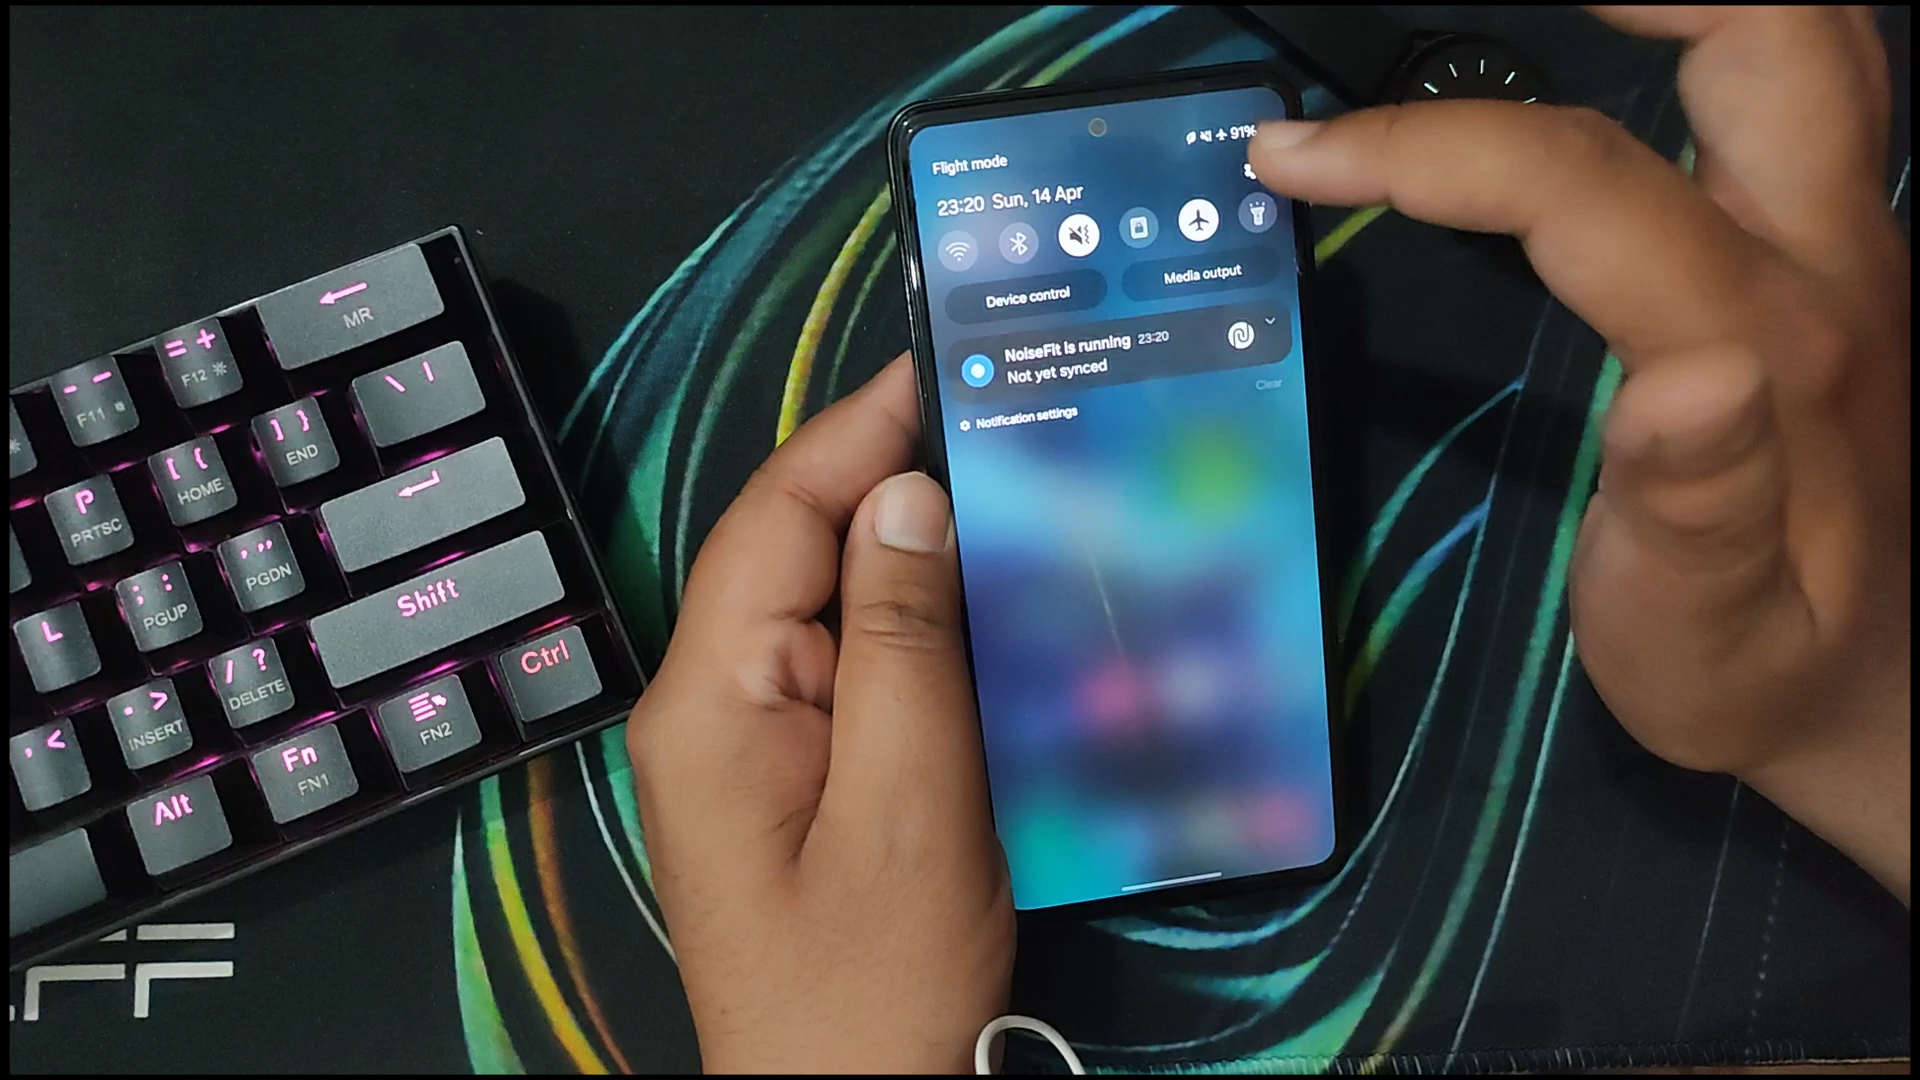 91%
Flight mode
23:20 Sun, 14 Apr
Device control
Media output
NoiseFit is running 23:20
Not yet synced
Clear
Notification settings
MR
= +
F12
- -
F11
\ |
] }
END
[ {
HOME
P
PRTSC
' "
PGDN
; :
PGUP
L
Shift
/ ?
DELETE
. >
INSERT
, <
Ctrl
FN2
Fn
FN1
Alt